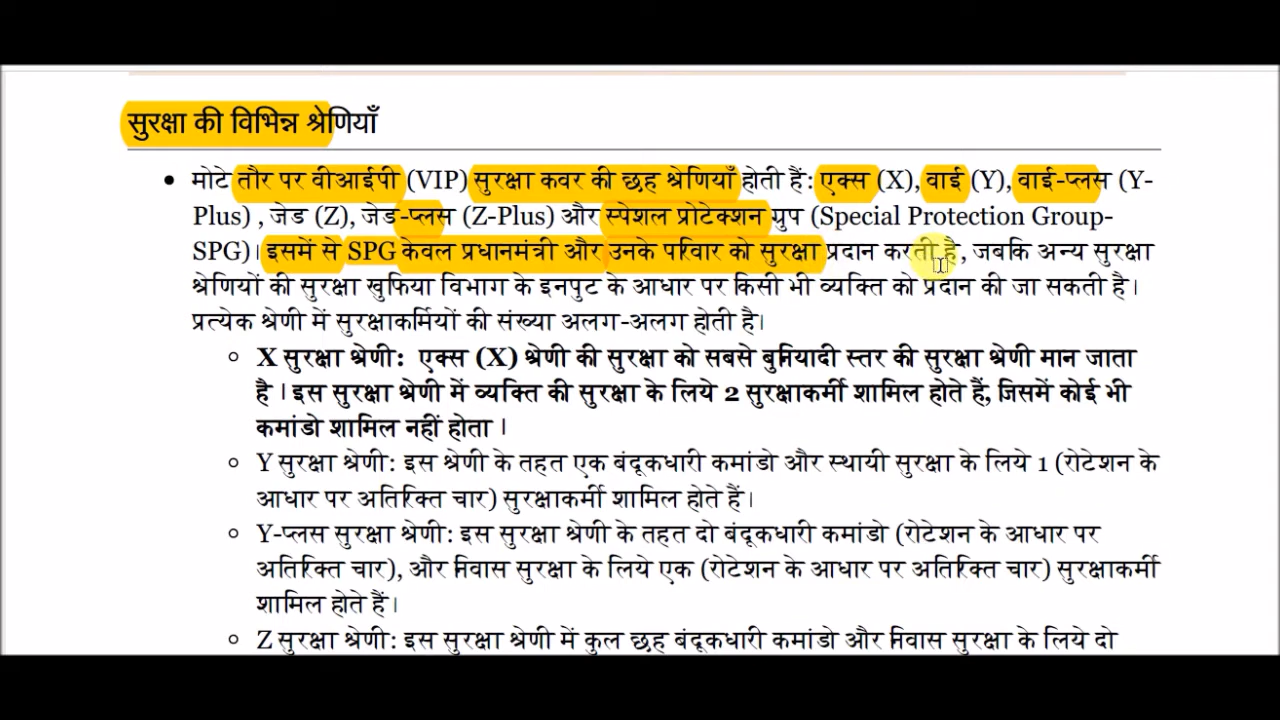 सुरक्षा की विभिन्न श्रेणियाँ
• मोटे तौर पर वीआईपी (VIP) सुरक्षा कवर की छह श्रेणियाँ होती हैं: एक्स (X), वाई (Y), वाई-प्लस (Y-
Plus) , जेड (Z), जेड-प्लस (Z-Plus) और स्पेशल प्रोटेक्शन ग्रुप (Special Protection Group-
SPG)। इसमें से SPG केवल प्रधानमंत्री और उनके परिवार को सुरक्षा प्रदान करती है, जबकि अन्य सुरक्षा
श्रेणियों की सुरक्षा खुफिया विभाग के इनपुट के आधार पर किसी भी व्यक्ति को प्रदान की जा सकती है।
प्रत्येक श्रेणी में सुरक्षाकर्मियों की संख्या अलग-अलग होती है।
○ X सुरक्षा श्रेणी: एक्स (X) श्रेणी की सुरक्षा को सबसे बुनियादी स्तर की सुरक्षा श्रेणी मान जाता
है । इस सुरक्षा श्रेणी में व्यक्ति की सुरक्षा के लिये 2 सुरक्षाकर्मी शामिल होते हैं, जिसमें कोई भी
कमांडो शामिल नहीं होता ।
○ Y सुरक्षा श्रेणी: इस श्रेणी के तहत एक बंदूकधारी कमांडो और स्थायी सुरक्षा के लिये 1 (रोटेशन के
आधार पर अतिरिक्त चार) सुरक्षाकर्मी शामिल होते हैं।
○ Y-प्लस सुरक्षा श्रेणी: इस सुरक्षा श्रेणी के तहत दो बंदूकधारी कमांडो (रोटेशन के आधार पर
अतिरिक्त चार), और निवास सुरक्षा के लिये एक (रोटेशन के आधार पर अतिरिक्त चार) सुरक्षाकर्मी
शामिल होते हैं।
○ Z सुरक्षा श्रेणी: इस सुरक्षा श्रेणी में कुल छह बंदूकधारी कमांडो और निवास सुरक्षा के लिये दो